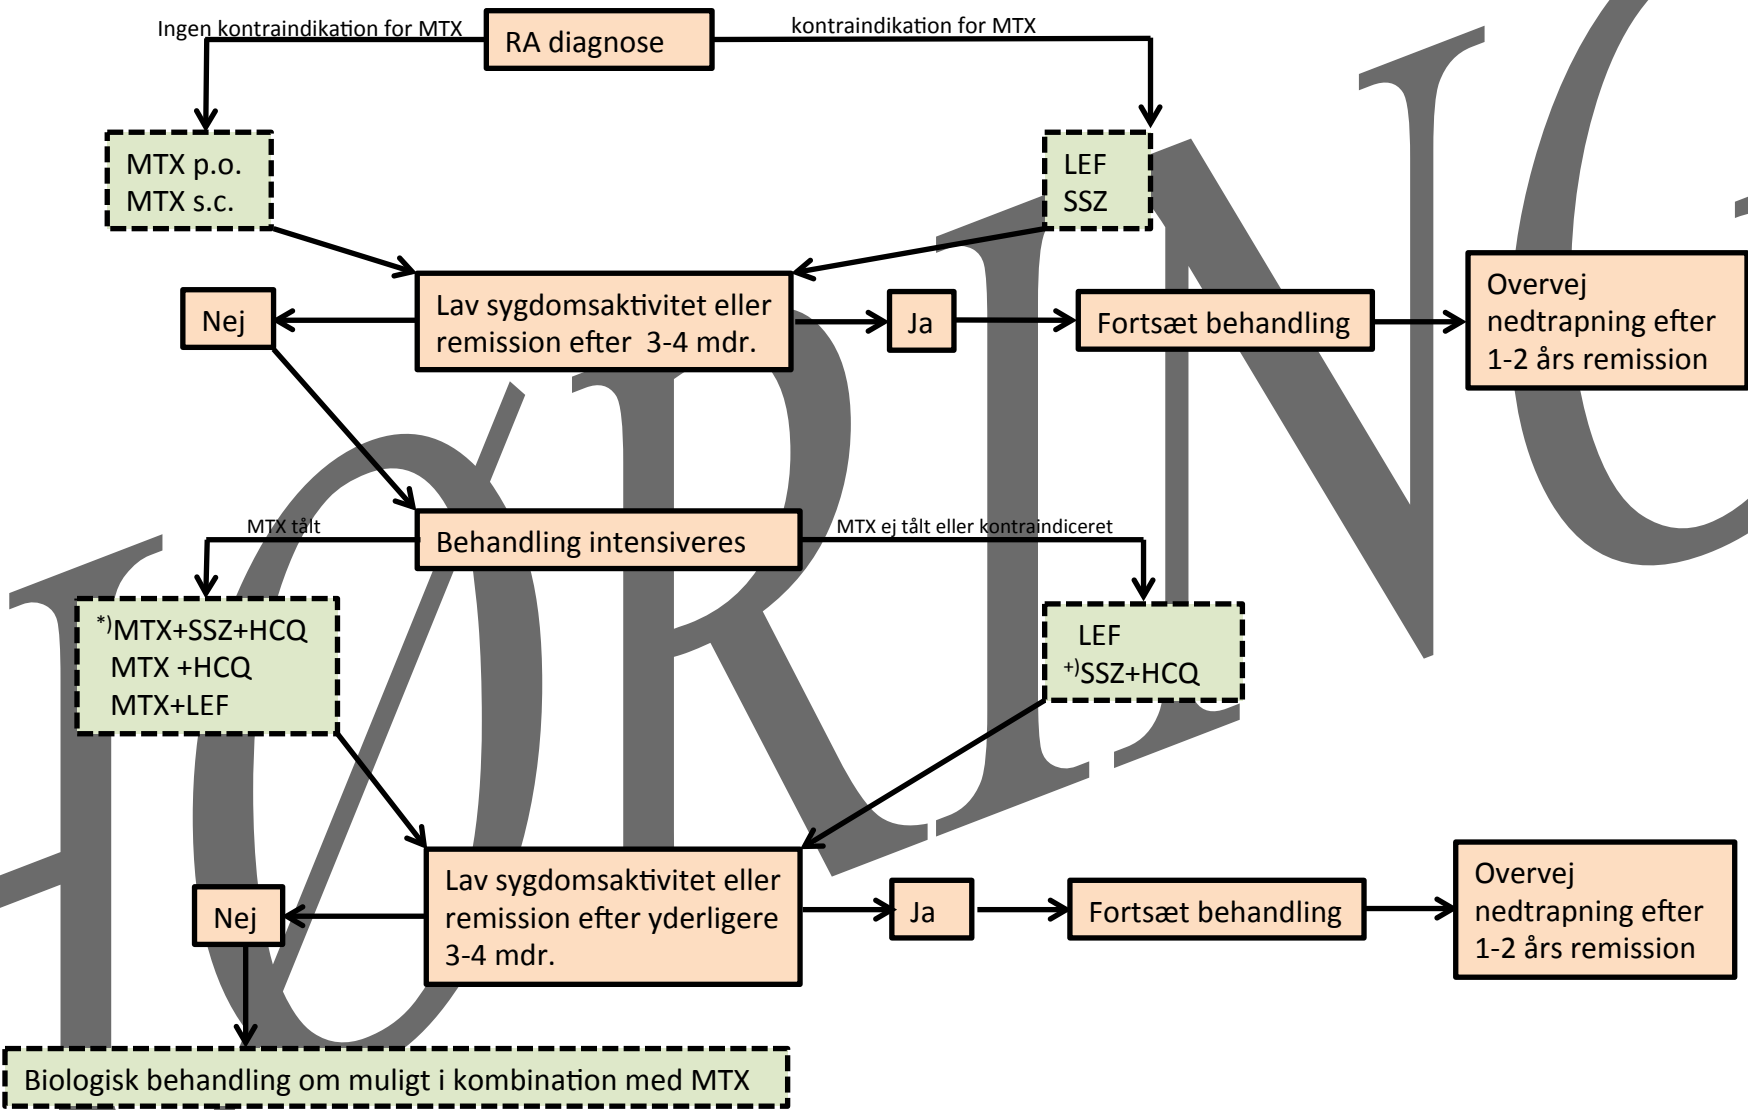 Ingen kontraindikation for MTX
RA diagnose
kontraindikation for MTX
MTX p.o.
MTX s.c.
LEF
SSZ
Nej
Lav sygdomsaktivitet eller
remission efter 3-4 mdr.
Ja
Fortsæt behandling
Overvej
nedtrapning efter
1-2 års remission
MTX tålt
Behandling intensiveres
MTX ej tålt eller kontraindiceret
*)MTX+SSZ+HCQ
MTX +HCQ
MTX+LEF
LEF
+)SSZ+HCQ
Nej
Lav sygdomsaktivitet eller
remission efter yderligere
3-4 mdr.
Ja
Fortsæt behandling
Overvej
nedtrapning efter
1-2 års remission
Biologisk behandling om muligt i kombination med MTX
HØRING